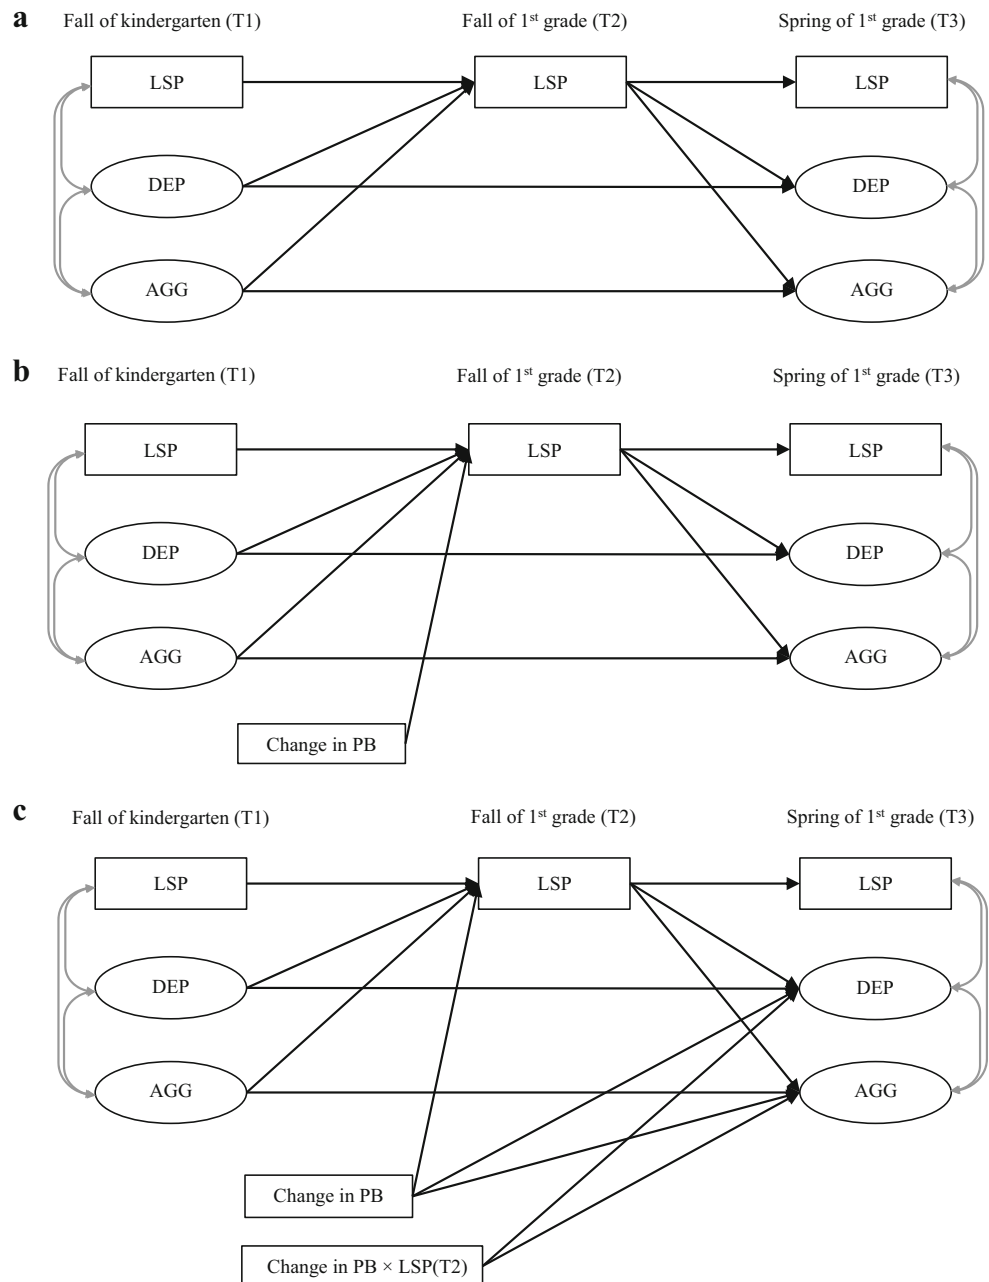 a Fall of kindergarten (T1) Fall of 1st grade (T2) Spring of 1st grade (T3)
LSP LSP LSP
DEP DEP
AGG AGG
b Fall of kindergarten (T1) Fall of 1st grade (T2) Spring of 1st grade (T3)
LSP LSP LSP
DEP DEP
AGG AGG
Change in PB
c Fall of kindergarten (T1) Fall of 1st grade (T2) Spring of 1st grade (T3)
LSP LSP LSP
DEP DEP
AGG AGG
Change in PB
Change in PB × LSP(T2)